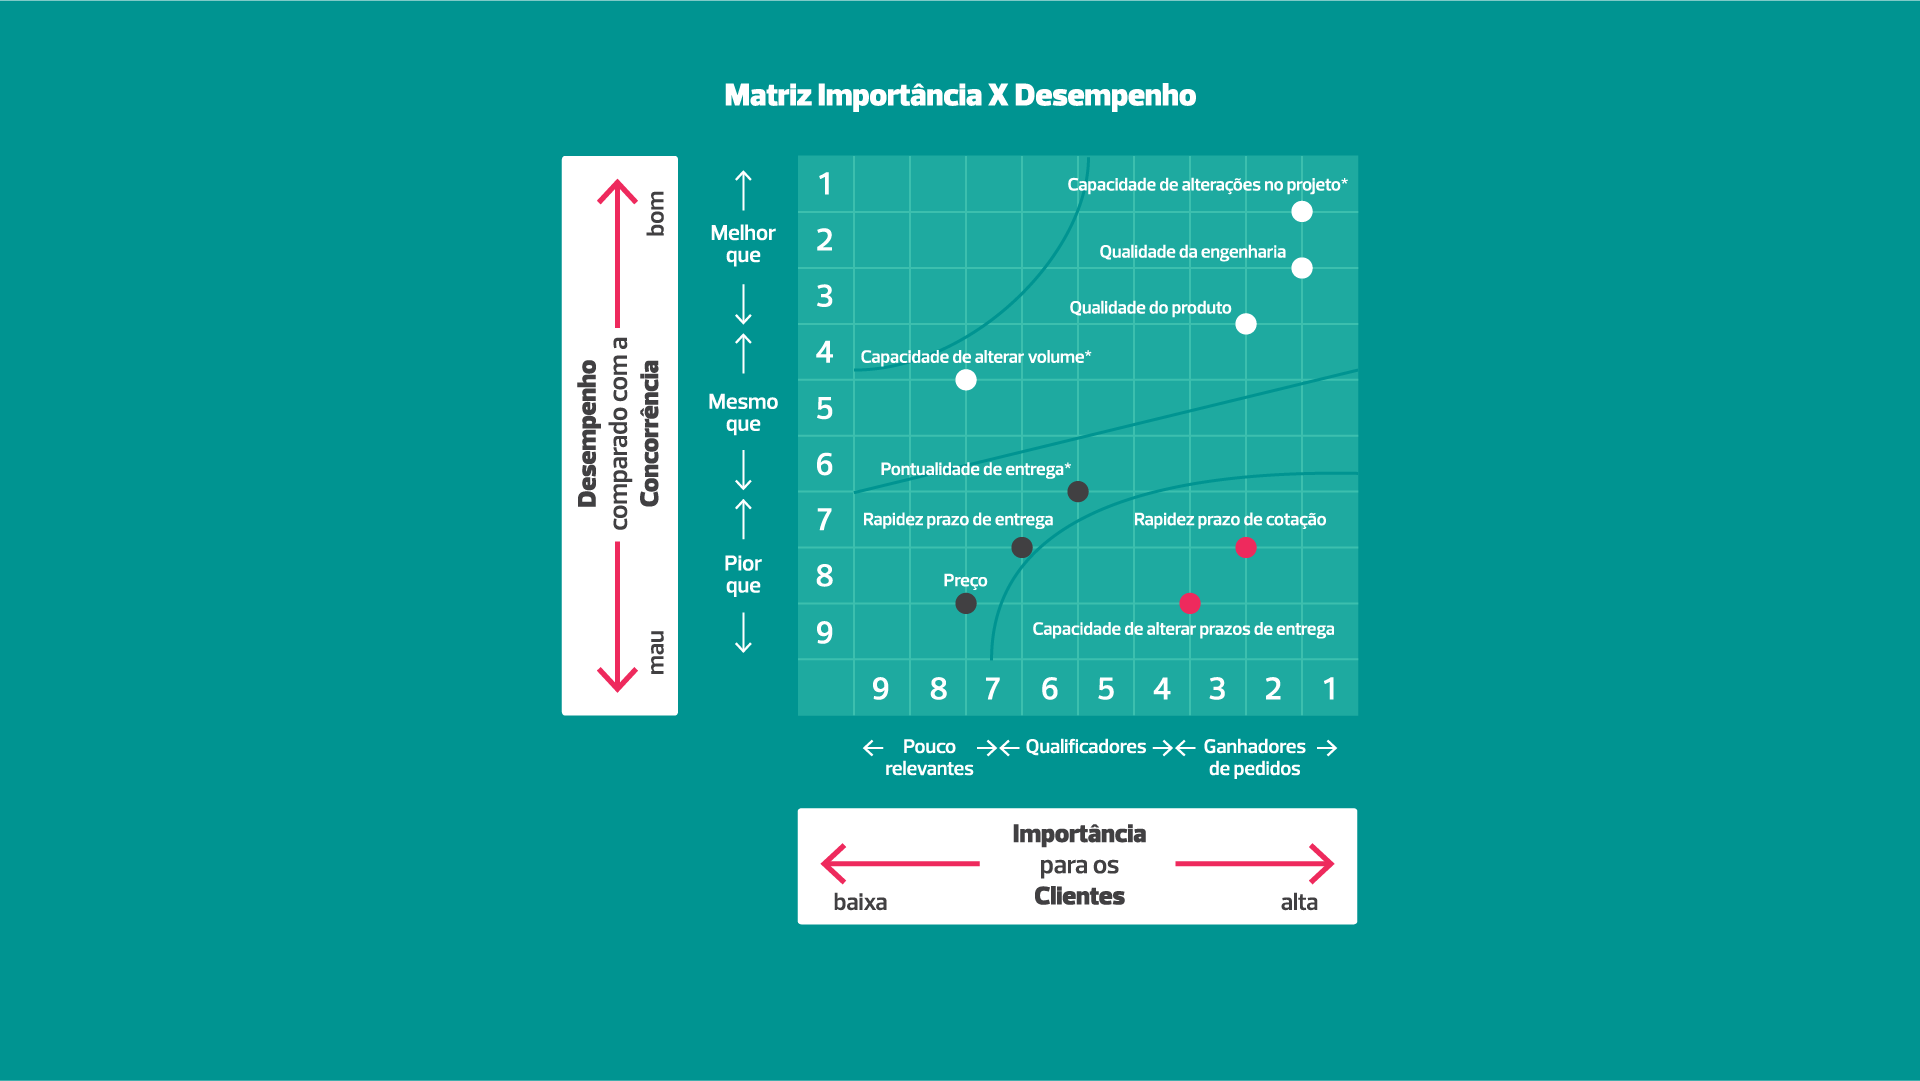 Matriz Importância X Desempenho
bom
Desempenho
comparado com a
Concorrência
mau
Melhor
que
Mesmo
que
Pior
que
1
2
3
4
5
6
7
8
9
Capacidade de alterações no projeto*
Qualidade da engenharia
Qualidade do produto
Capacidade de alterar volume*
Pontualidade de entrega*
Rapidez prazo de entrega
Rapidez prazo de cotação
Preço
Capacidade de alterar prazos de entrega
9 8 7 6 5 4 3 2 1
Pouco
relevantes
Qualificadores
Ganhadores
de pedidos
Importância
para os
Clientes
baixa
alta